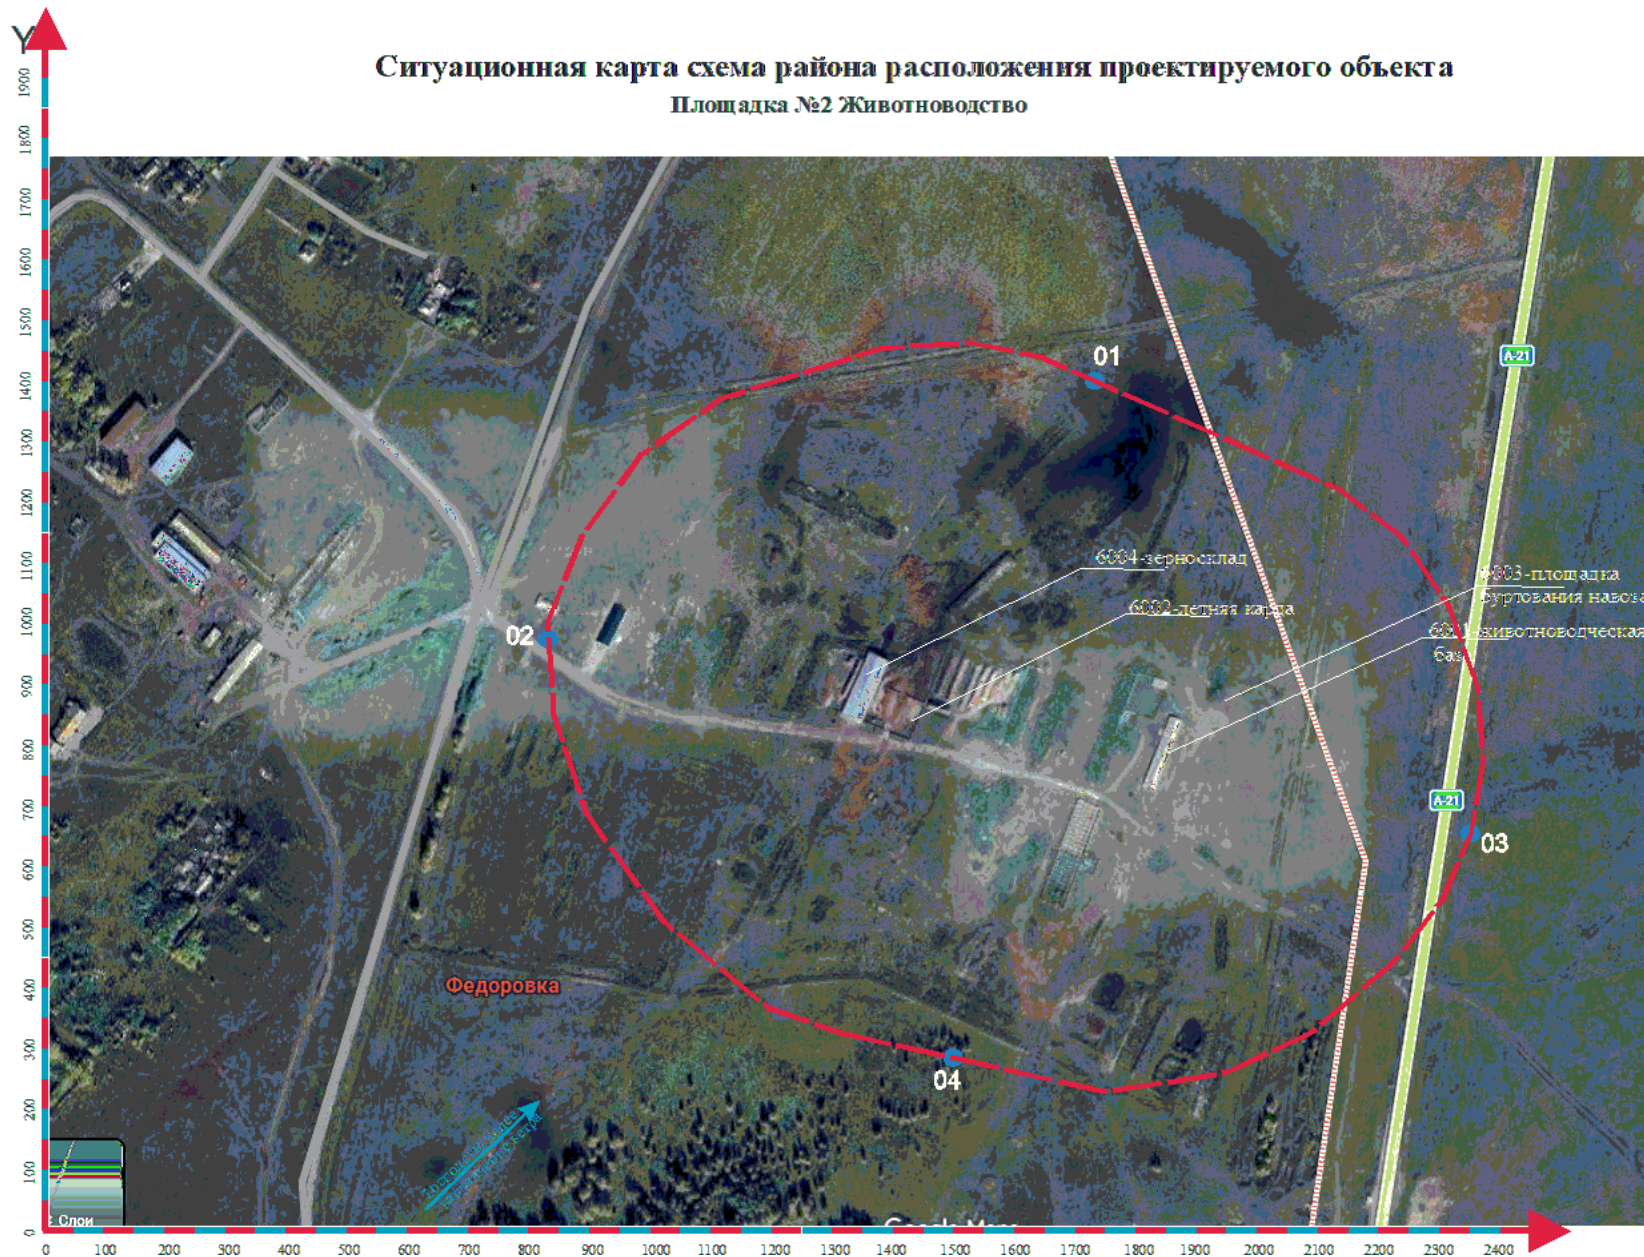 Y
Ситуационная карта схема района расположения проектируемого объекта
Площадка №2 Животноводство
1900
1800
1700
1600
1500
1400
1300
1200
1100
1000
900
800
700
600
500
400
300
200
100
0
01
A-21
6004-зерносклад
6003-площадка
буртования навоза
6002-летняя карда
02
6001-животноводческая
база
A-21
03
Федоровка
04
Слои
0 100 200 300 400 500 600 700 800 900 1000 1100 1200 1300 1400 1500 1600 1700 1800 1900 2000 2100 2200 2300 2400